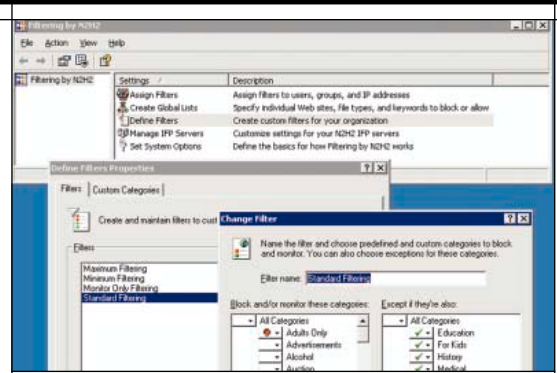 Filtering by N2H2
File Action View Help
Filtering by N2H2
Settings Description
Assign Filters Assign filters to users, groups, and IP addresses
Create Global Lists Specify individual Web sites, file types, and keywords to block or allow
Define Filters Create custom filters for your organization
Manage IFP Servers Customize settings for your N2H2 IFP servers
Set System Options Define the basics for how Filtering by N2H2 works
Define Filters Properties
Filters Custom Categories
Create and maintain filters to cust
Filters
Maximum Filtering
Minimum Filtering
Monitor Only Filtering
Standard Filtering
Change Filter
Name the filter and choose predefined and custom categories to block
and monitor. You can also choose exceptions for these categories.
Filter name: Standard Filtering
Block and/or monitor these categories: Except if they're also:
All Categories All Categories
Adults Only Education
Advertisements For Kids
Alcohol History
Auction Medical